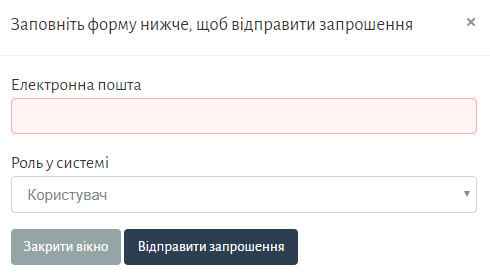 Заповніть форму нижче, щоб відправити запрошення
×
Електронна пошта
Роль у системі
Користувач
Закрити вікно Відправити запрошення